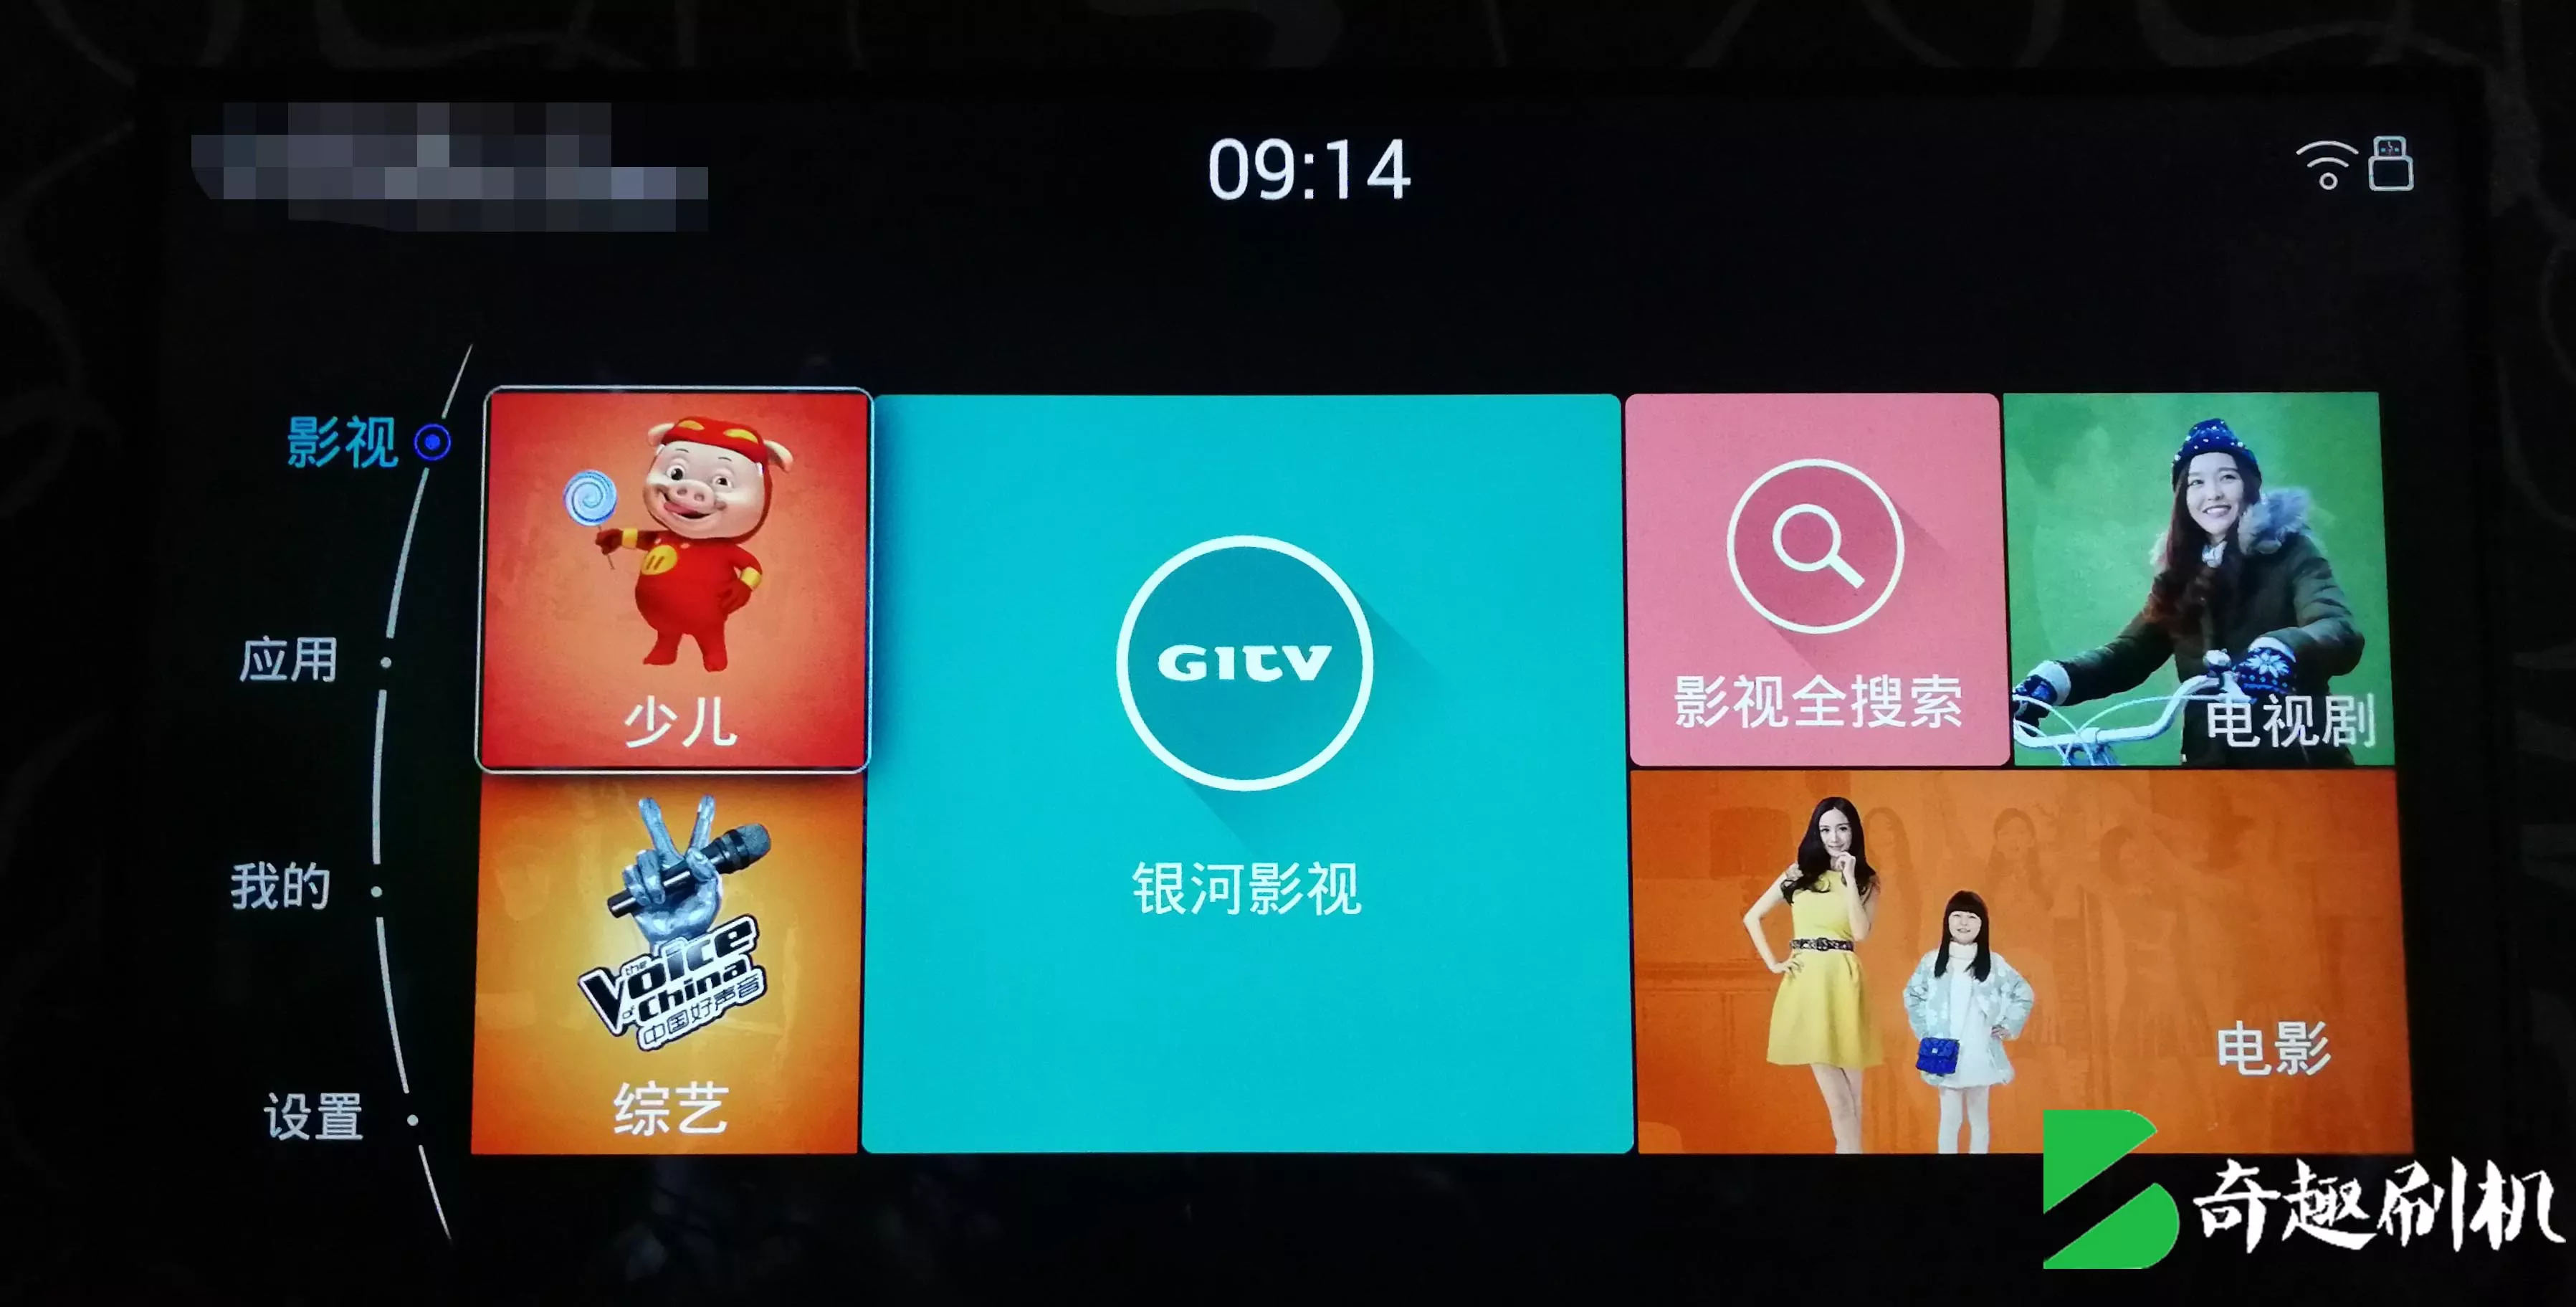 09:14
影视
应用
我的
设置
少儿
the
Voice
of China
中国好声音
综艺
GITV
银河影视
影视全搜索
电视剧
电影
奇趣刷机